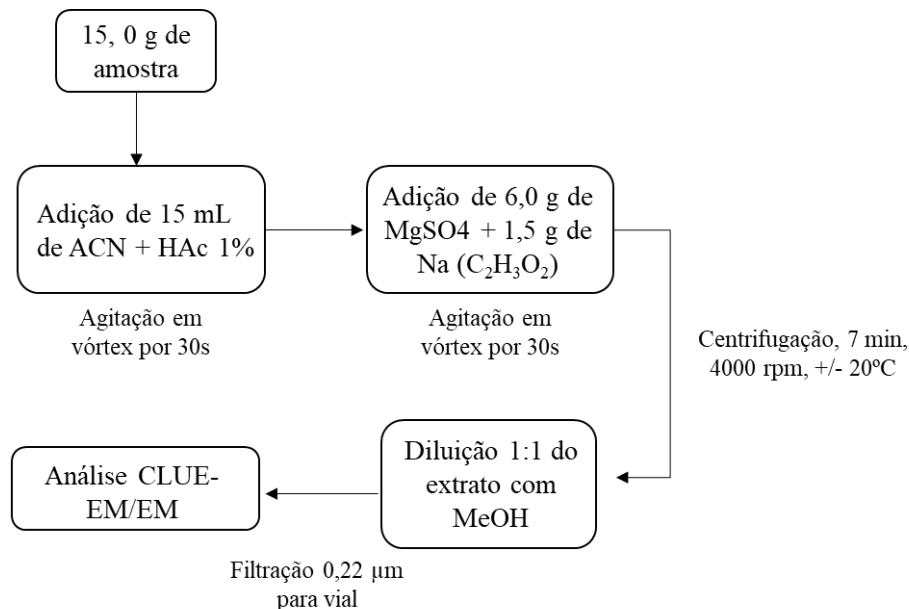 15, 0 g de
amostra
Adição de 15 mL
de ACN + HAc 1%
Agitação em
vórtex por 30s
Adição de 6,0 g de
MgSO4 + 1,5 g de
Na (C₂H₃O₂)
Agitação em
vórtex por 30s
Centrifugação, 7 min,
4000 rpm, +/- 20ºC
Diluição 1:1 do
extrato com
MeOH
Filtração 0,22 µm
para vial
Análise CLUE-
EM/EM